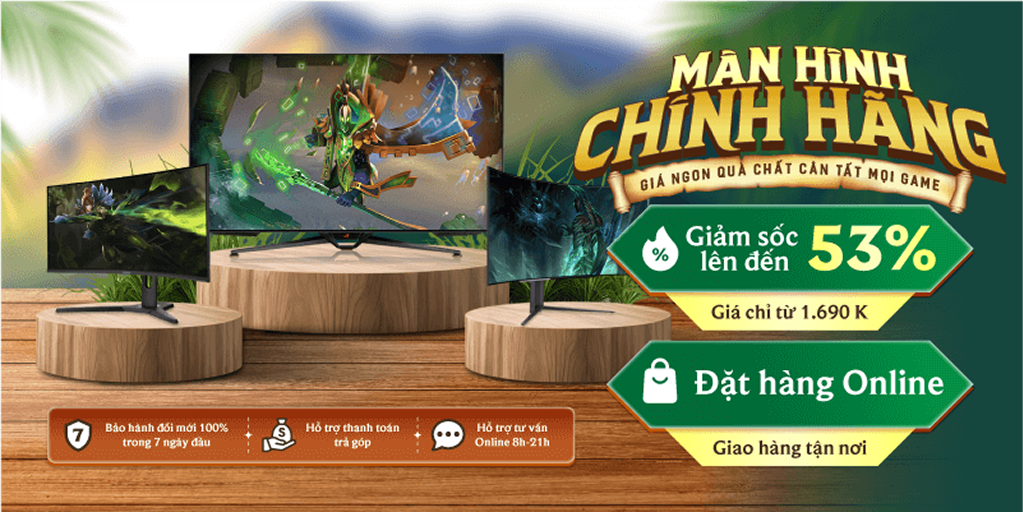 MÀN HÌNH
CHÍNH HÃNG
GIÁ NGON QUÁ CHẤT CÂN TẤT MỌI GAME
Giảm sốc
lên đến
53%
%
Giá chỉ từ 1.690 K
Đặt hàng Online
Giao hàng tận nơi
7
Bảo hành đổi mới 100%
trong 7 ngày đầu
S
Hỗ trợ thanh toán
trả góp
Hỗ trợ tư vấn
Online 8h-21h